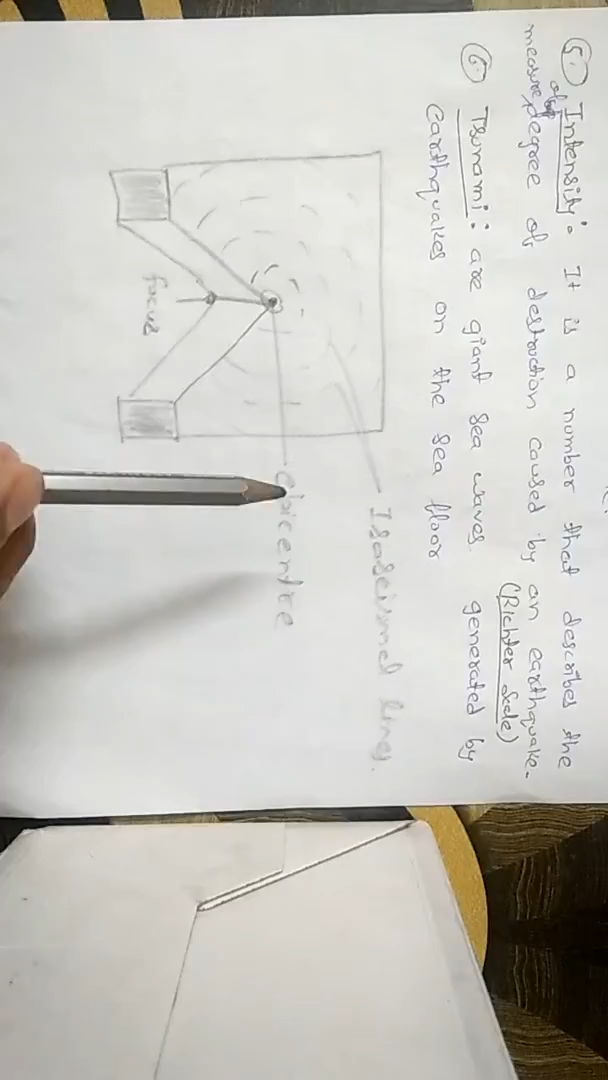 5. Intensity: It is a number that describes the
measure of degree of destruction caused by an earthquake.
(Richter Scale)
6. Tsunami: are giant sea waves generated by
earthquakes on the sea floor
Isoseismal lines.
epicentre
focus